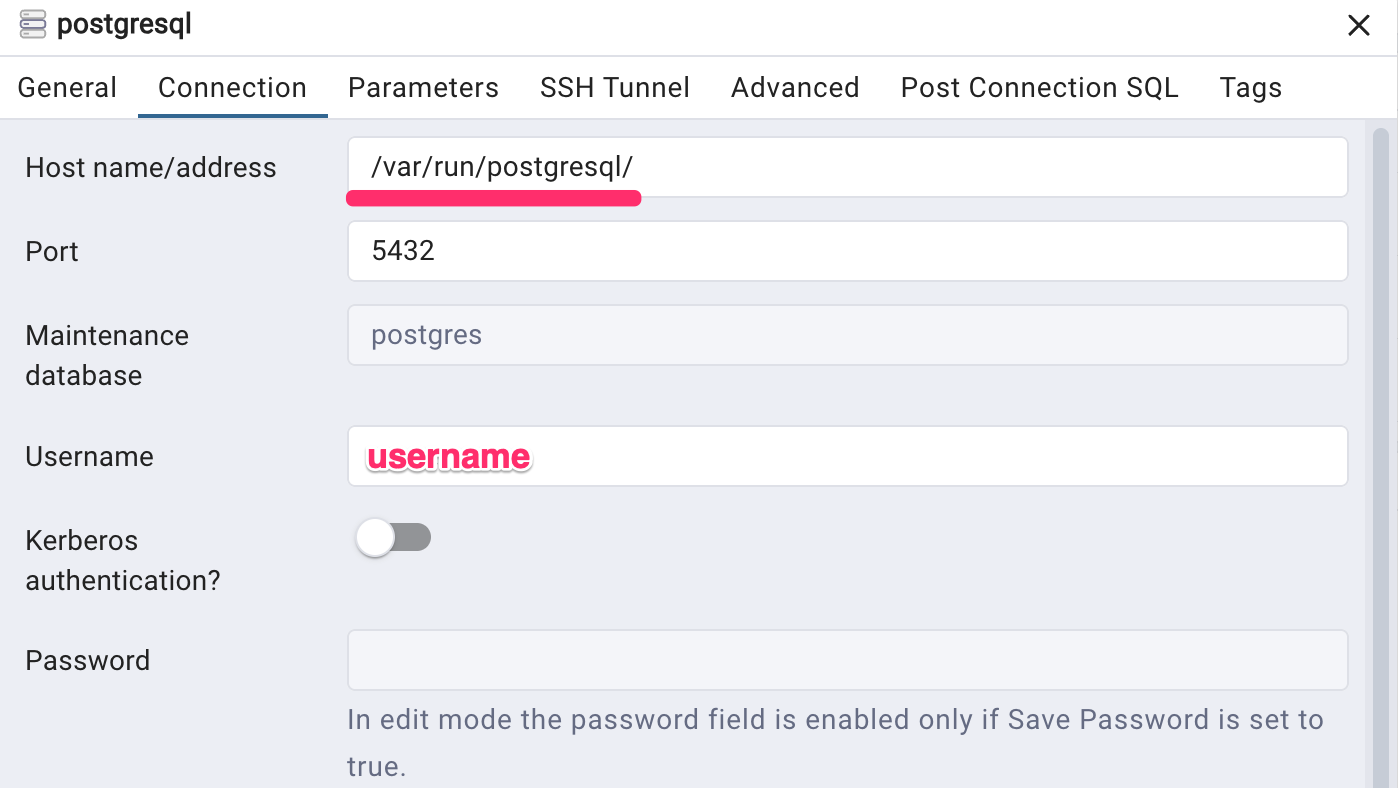 postgresql
General Connection Parameters SSH Tunnel Advanced Post Connection SQL Tags
Host name/address /var/run/postgresql/
Port 5432
Maintenance database postgres
Username username
Kerberos authentication?
Password
In edit mode the password field is enabled only if Save Password is set to
true.